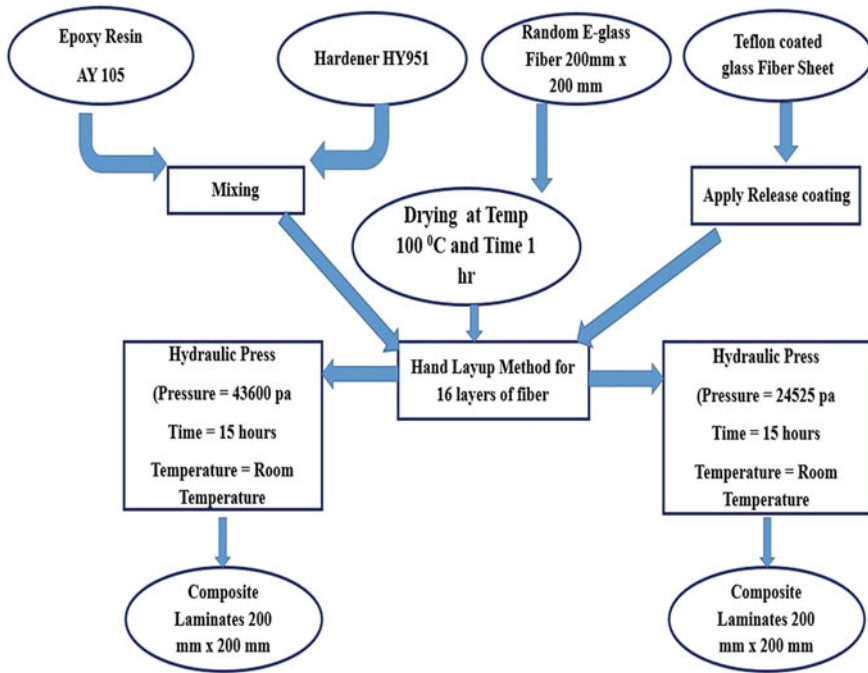 Epoxy Resin
AY 105
Hardener HY951
Random E-glass
Fiber 200mm x
200 mm
Teflon coated
glass Fiber Sheet
Mixing
Drying at Temp
100 ⁰C and Time 1
hr
Apply Release coating
Hydraulic Press
(Pressure = 43600 pa
Time = 15 hours
Temperature = Room
Temperature
Hand Layup Method for
16 layers of fiber
Hydraulic Press
(Pressure = 24525 pa
Time = 15 hours
Temperature = Room
Temperature
Composite
Laminates 200
mm x 200 mm
Composite
Laminates 200
mm x 200 mm